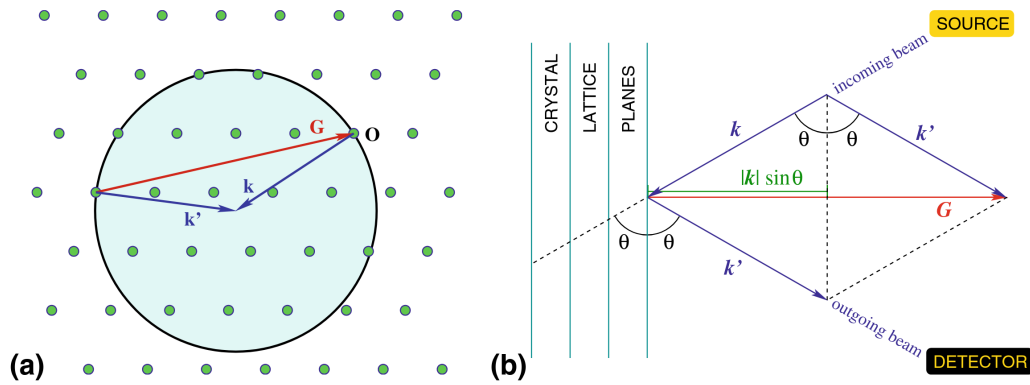 G
O
k
k’
(a)
SOURCE
incoming beam
CRYSTAL
LATTICE
PLANES
k
θ
θ
k’
|k| sinθ
G
θ
θ
k’
outgoing beam
(b)
DETECTOR